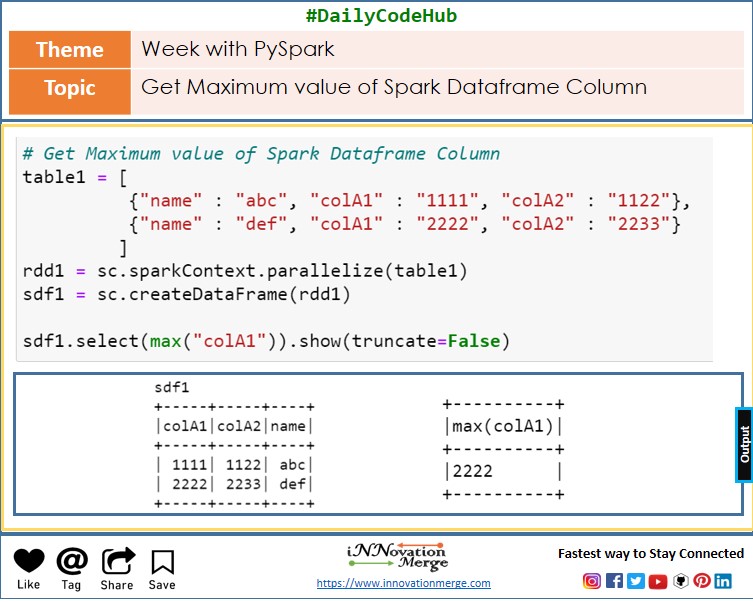 #DailyCodeHub
Theme
Week with PySpark
Topic
Get Maximum value of Spark Dataframe Column
# Get Maximum value of Spark Dataframe Column
table1 = [
{"name" : "abc", "colA1" : "1111", "colA2" : "1122"},
{"name" : "def", "colA1" : "2222", "colA2" : "2233"}
]
rdd1 = sc.sparkContext.parallelize(table1)
sdf1 = sc.createDataFrame(rdd1)
sdf1.select(max("colA1")).show(truncate=False)
sdf1
+-----+-----+----+
|colA1|colA2|name|
+-----+-----+----+
| 1111| 1122| abc|
| 2222| 2233| def|
+-----+-----+----+
+----------+
|max(colA1)|
+----------+
|2222      |
+----------+
Output
Like
Tag
Share
Save
iNNovation
Merge
https://www.innovationmerge.com
Fastest way to Stay Connected